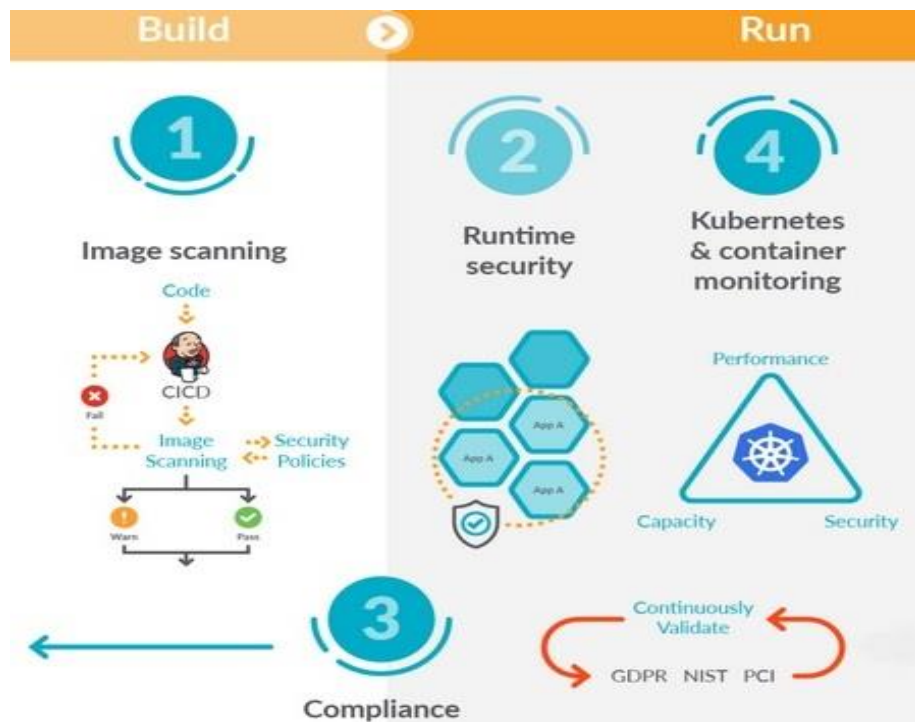 Build
Run
1
Image scanning
Code
CICD
Fail
Image
Scanning
Security
Policies
Warn
Pass
2
Runtime
security
App A
App A
App A
4
Kubernetes
& container
monitoring
Performance
Capacity
Security
3
Compliance
Continuously
Validate
GDPR NIST PCI